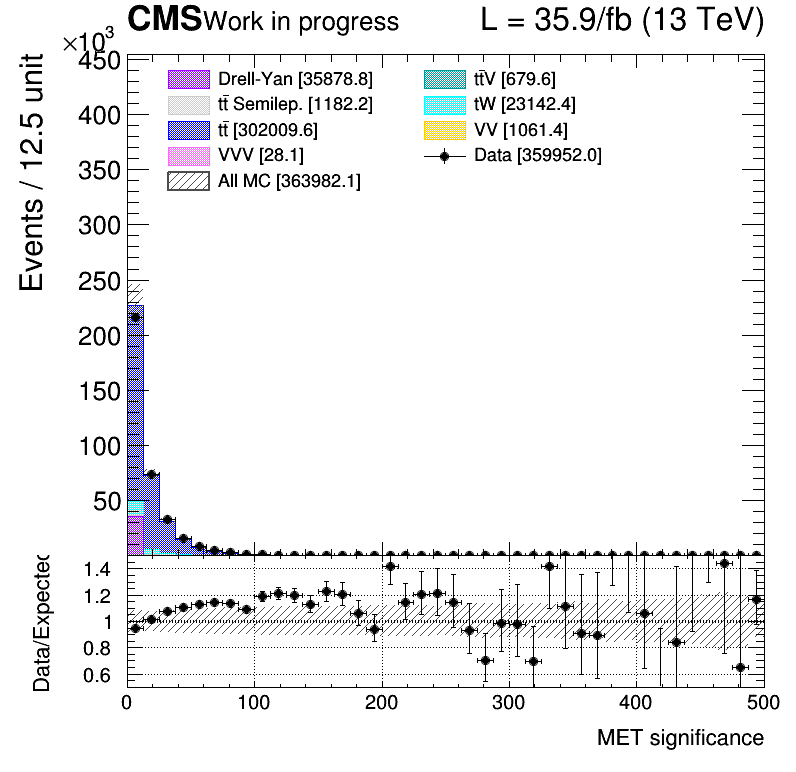 CMS Work in progress L = 35.9/fb (13 TeV)
×10³
Events / 12.5 unit
450
400
350
300
250
200
150
100
50
Drell-Yan [35878.8]
tt̄ Semilep. [1182.2]
tt̄ [302009.6]
VVV [28.1]
All MC [363982.1]
tt̄V [679.6]
tW [23142.4]
VV [1061.4]
Data [359952.0]
Data/Expected
1.4
1.2
1
0.8
0.6
0 100 200 300 400 500
MET significance